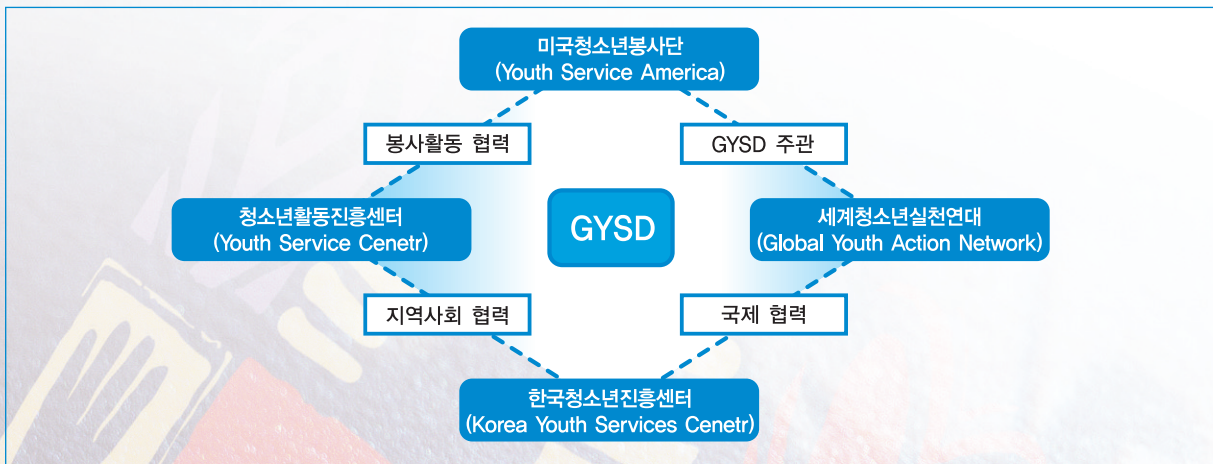 미국청소년봉사단
(Youth Service America)
봉사활동 협력
GYSD 주관
청소년활동진흥센터
(Youth Service Cenetr)
GYSD
세계청소년실천연대
(Global Youth Action Network)
지역사회 협력
국제 협력
한국청소년진흥센터
(Korea Youth Services Cenetr)